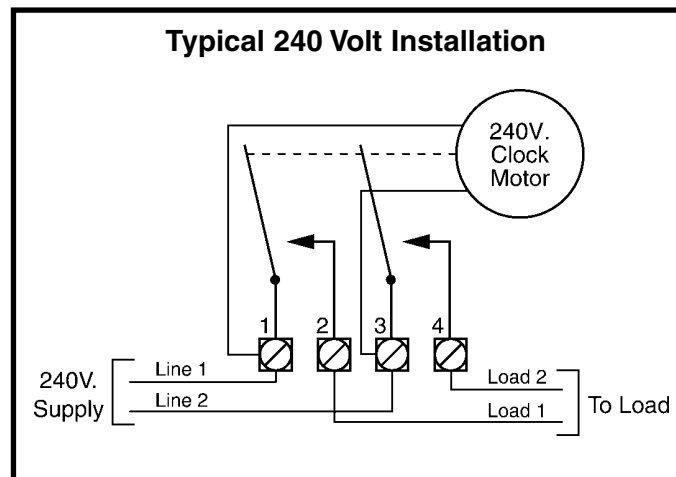 Typical 240 Volt Installation
240V.
Clock
Motor
1 2 3 4
240V.
Supply
Line 1
Line 2
Load 2
Load 1
To Load